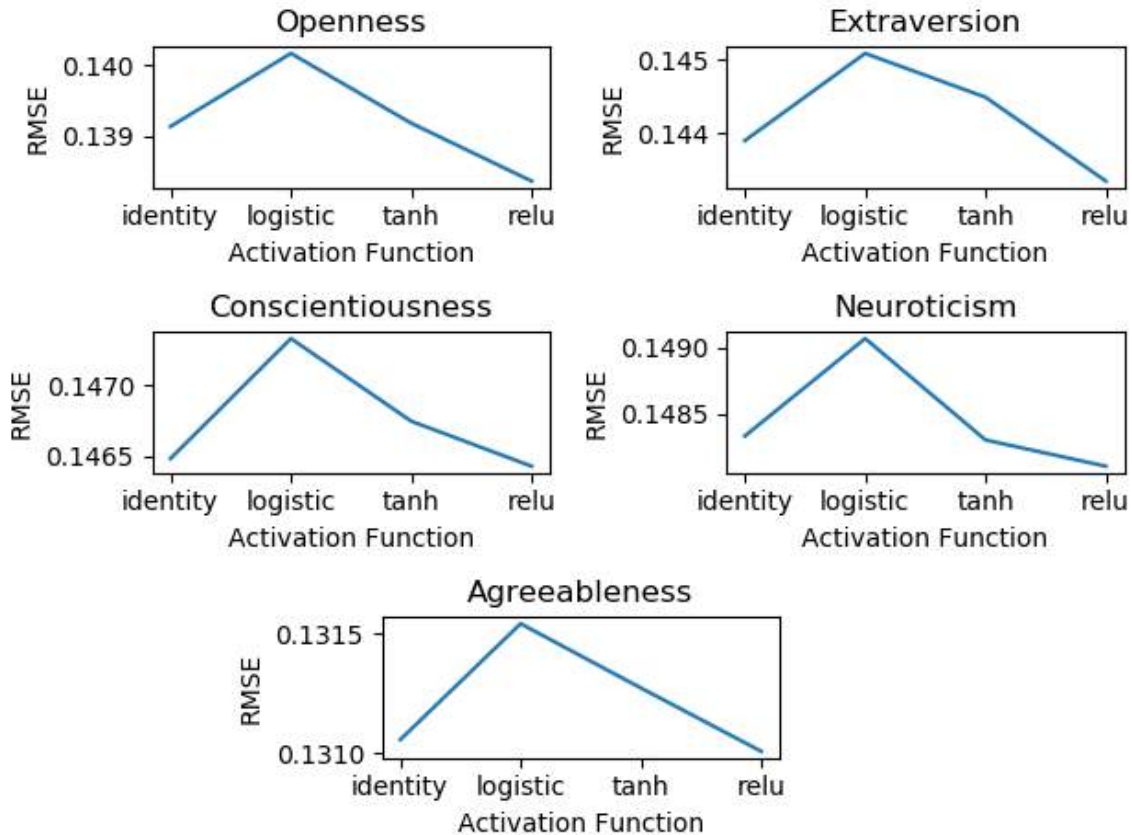 Openness
RMSE
0.140
0.139
identity logistic tanh relu
Activation Function
Extraversion
RMSE
0.145
0.144
identity logistic tanh relu
Activation Function
Conscientiousness
RMSE
0.1470
0.1465
identity logistic tanh relu
Activation Function
Neuroticism
RMSE
0.1490
0.1485
identity logistic tanh relu
Activation Function
Agreeableness
RMSE
0.1315
0.1310
identity logistic tanh relu
Activation Function